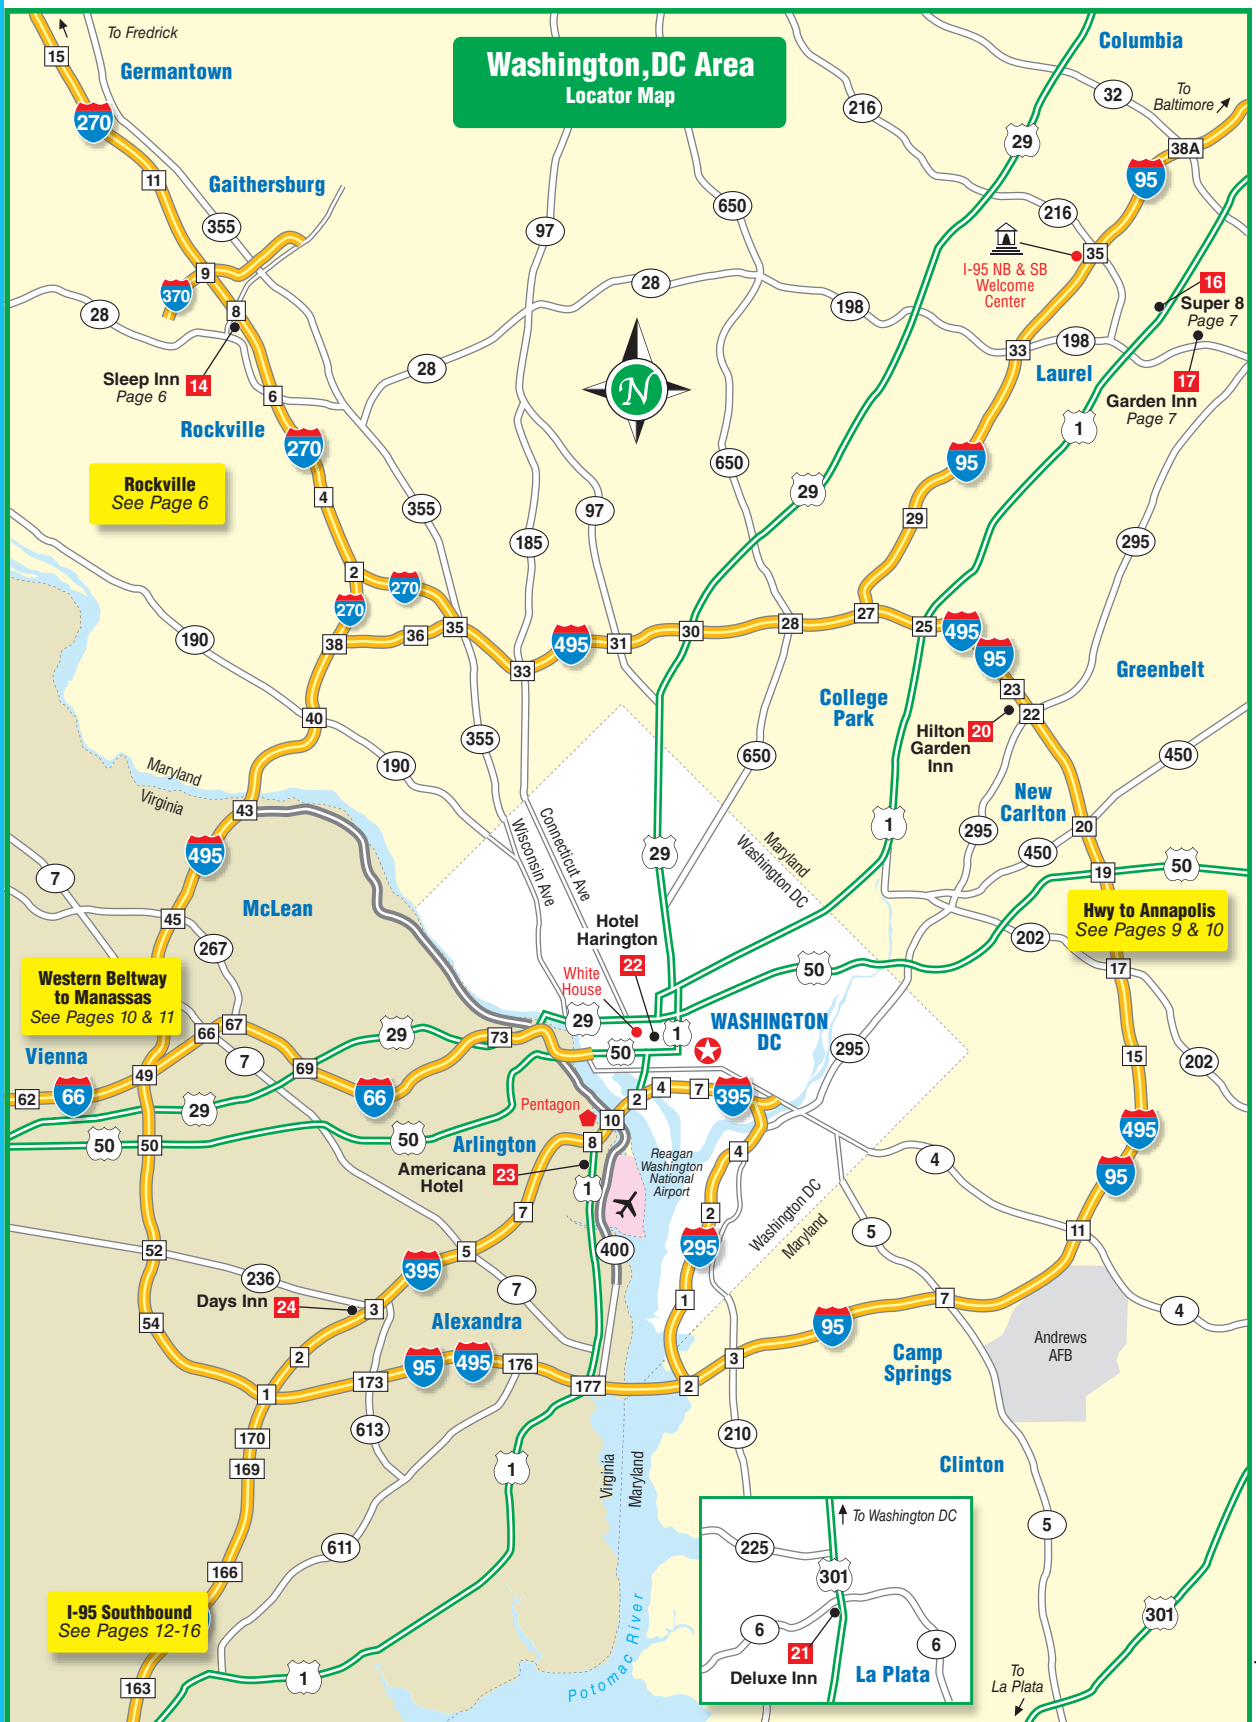 To Fredrick
15
Germantown
Washington,DC Area
Locator Map
Columbia
To
Baltimore
32
216
38A
270
29
95
11
Gaithersburg
355
97
650
216
35
I-95 NB & SB
Welcome
Center
9
370
28
8
28
198
16
Super 8
Page 7
33
198
Sleep Inn 14
Page 6
28
N
Laurel
17
Garden Inn
Page 7
6
Rockville
270
1
650
95
Rockville
See Page 6
4
355
29
97
29
185
295
2
270
270
190
38
36
35
33
495
31
30
28
27
25
495
95
Greenbelt
23
22
College
Park
Hilton 20
Garden
Inn
40
355
190
650
450
Maryland
Virginia
43
New
Carlton
20
1
295
450
Connecticut Ave
Wisconsin Ave
29
Maryland
Washington DC
495
7
19
50
McLean
45
267
Hotel
Harington
22
Hwy to Annapolis
See Pages 9 & 10
202
17
White
House
50
Western Beltway
to Manassas
See Pages 10 & 11
66
67
29
73
29
50
1
WASHINGTON
DC
295
15
202
Vienna
7
69
49
62
66
29
66
Pentagon
10
2
4
7
395
50
50
50
Arlington
8
Reagan
Washington
National
Airport
4
4
495
95
Americana
Hotel
23
1
7
2
Washington DC
Maryland
5
11
52
5
400
295
236
395
7
Days Inn 24
3
1
7
4
54
Alexandra
95
Andrews
AFB
2
95
495
176
3
Camp
Springs
1
173
177
2
613
210
170
169
1
Virginia
Maryland
Clinton
To Washington DC
225
5
611
301
166
I-95 Southbound
See Pages 12-16
6
21
Deluxe Inn
6
La Plata
301
1
163
Potomac River
To
La Plata